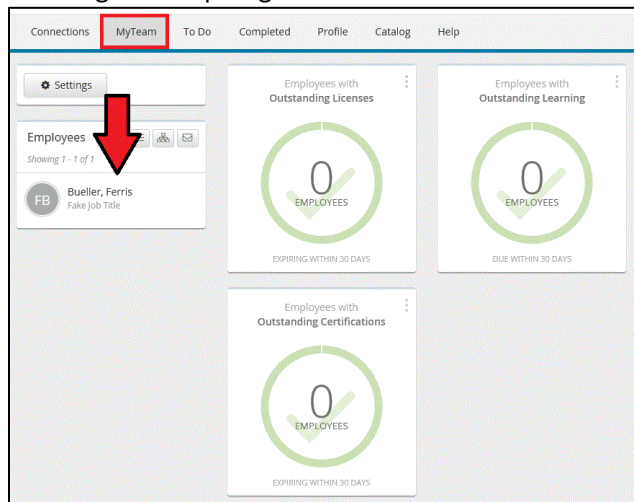 Connections MyTeam To Do Completed Profile Catalog Help
Settings
Employees
Showing 1 - 1 of 1
FB
Bueller, Ferris
Fake Job Title
Employees with
Outstanding Licenses
0
EMPLOYEES
EXPIRING WITHIN 30 DAYS
Employees with
Outstanding Learning
0
EMPLOYEES
DUE WITHIN 30 DAYS
Employees with
Outstanding Certifications
0
EMPLOYEES
EXPIRING WITHIN 30 DAYS